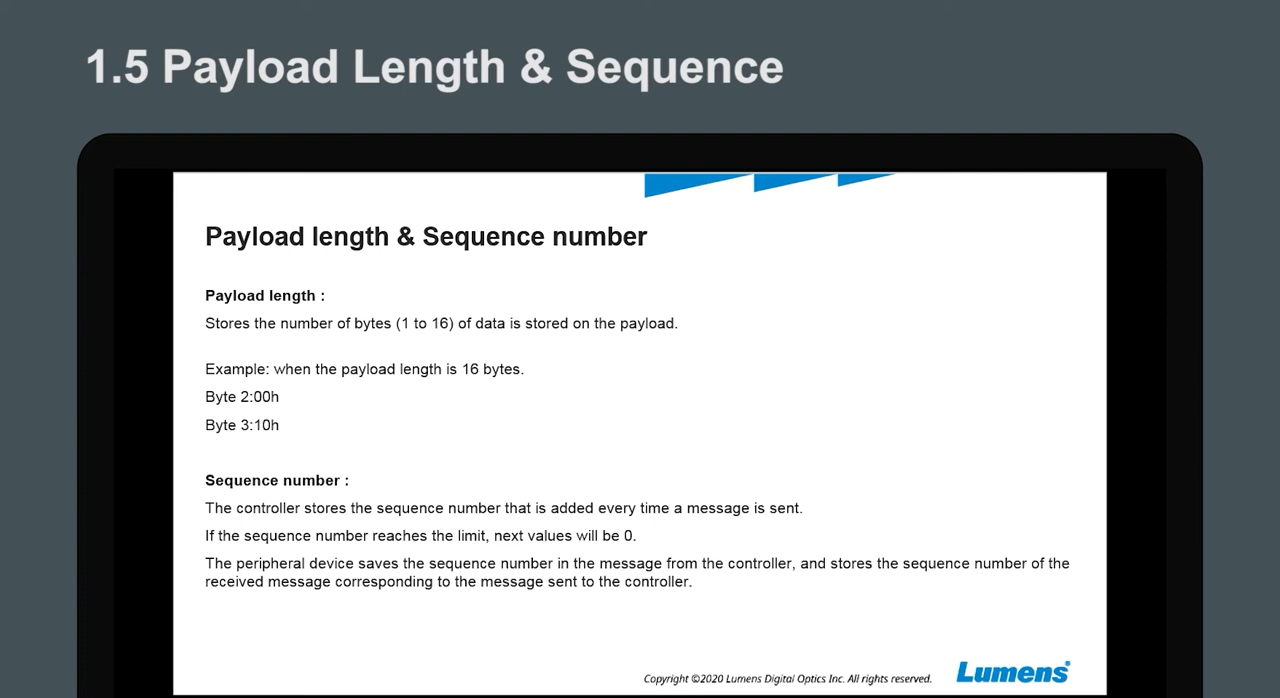 1.5 Payload Length & Sequence
Payload length & Sequence number
Payload length :
Stores the number of bytes (1 to 16) of data is stored on the payload.
Example: when the payload length is 16 bytes.
Byte 2:00h
Byte 3:10h
Sequence number :
The controller stores the sequence number that is added every time a message is sent.
If the sequence number reaches the limit, next values will be 0.
The peripheral device saves the sequence number in the message from the controller, and stores the sequence number of the
received message corresponding to the message sent to the controller.
Copyright ©2020 Lumens Digital Optics Inc. All rights reserved.
Lumens®